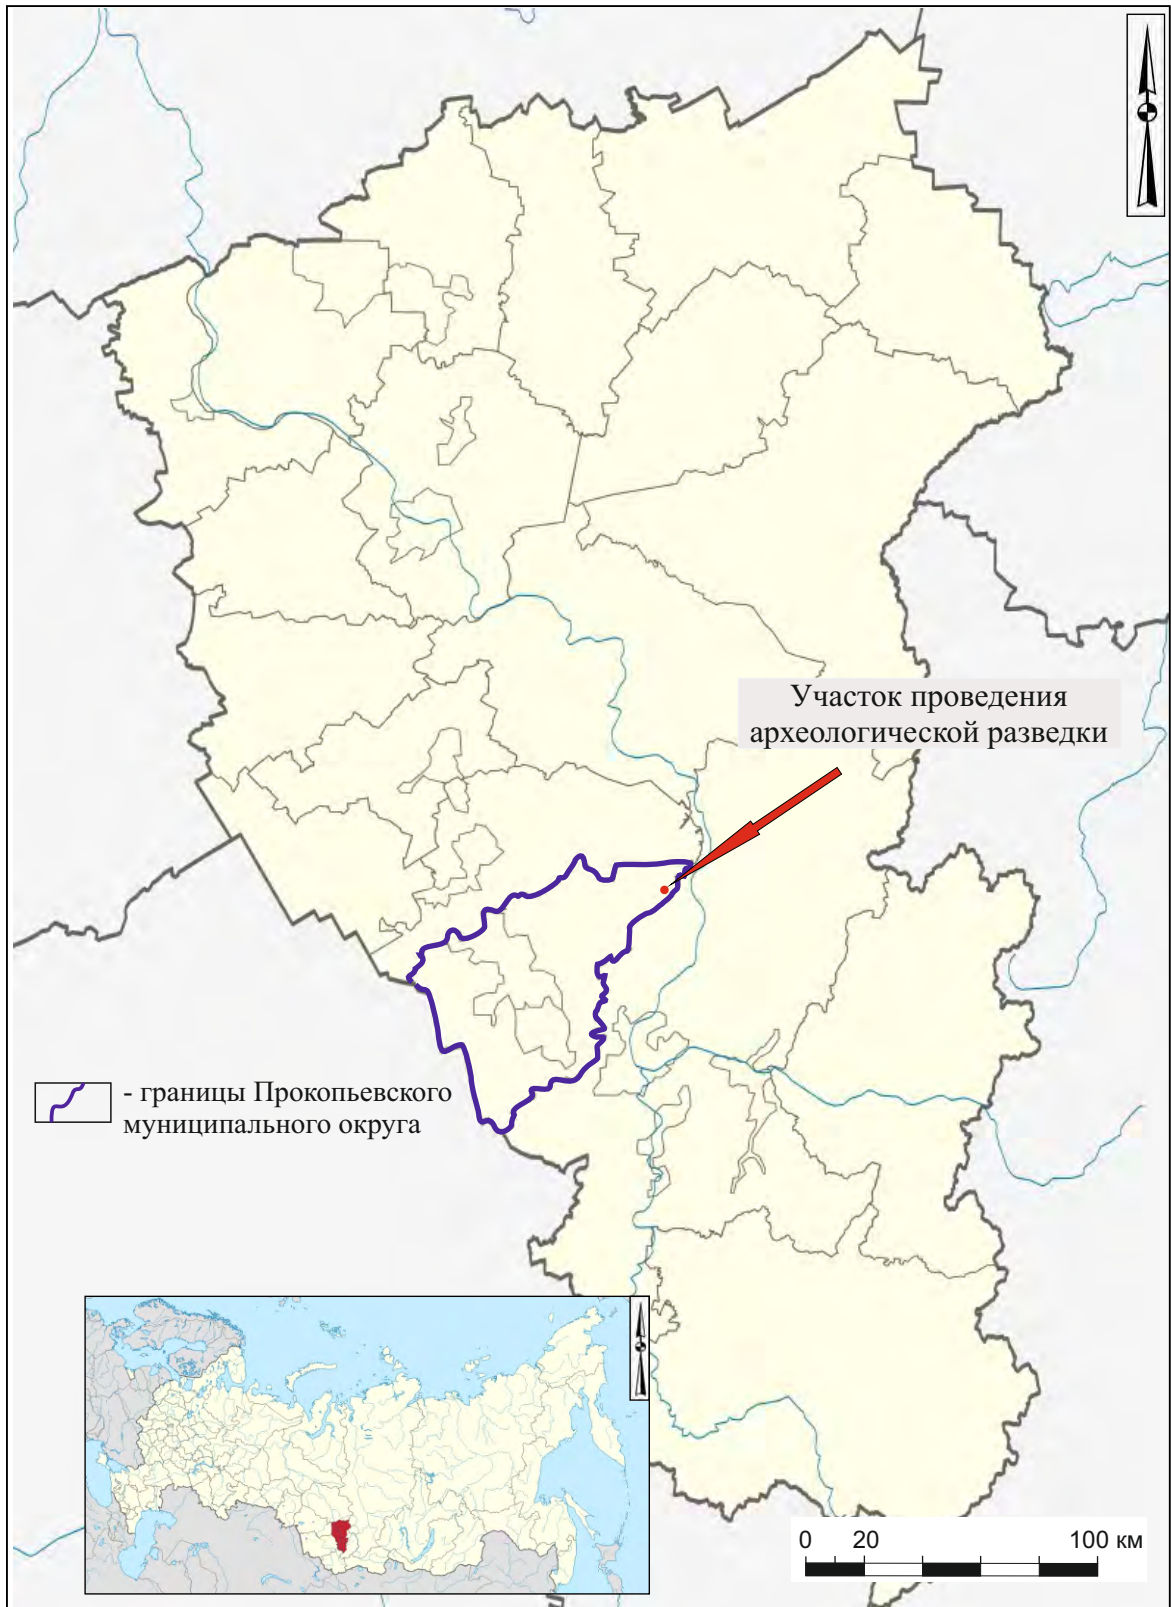 Участок проведения
археологической разведки
- границы Прокопьевского
муниципального округа
0 20 100 км